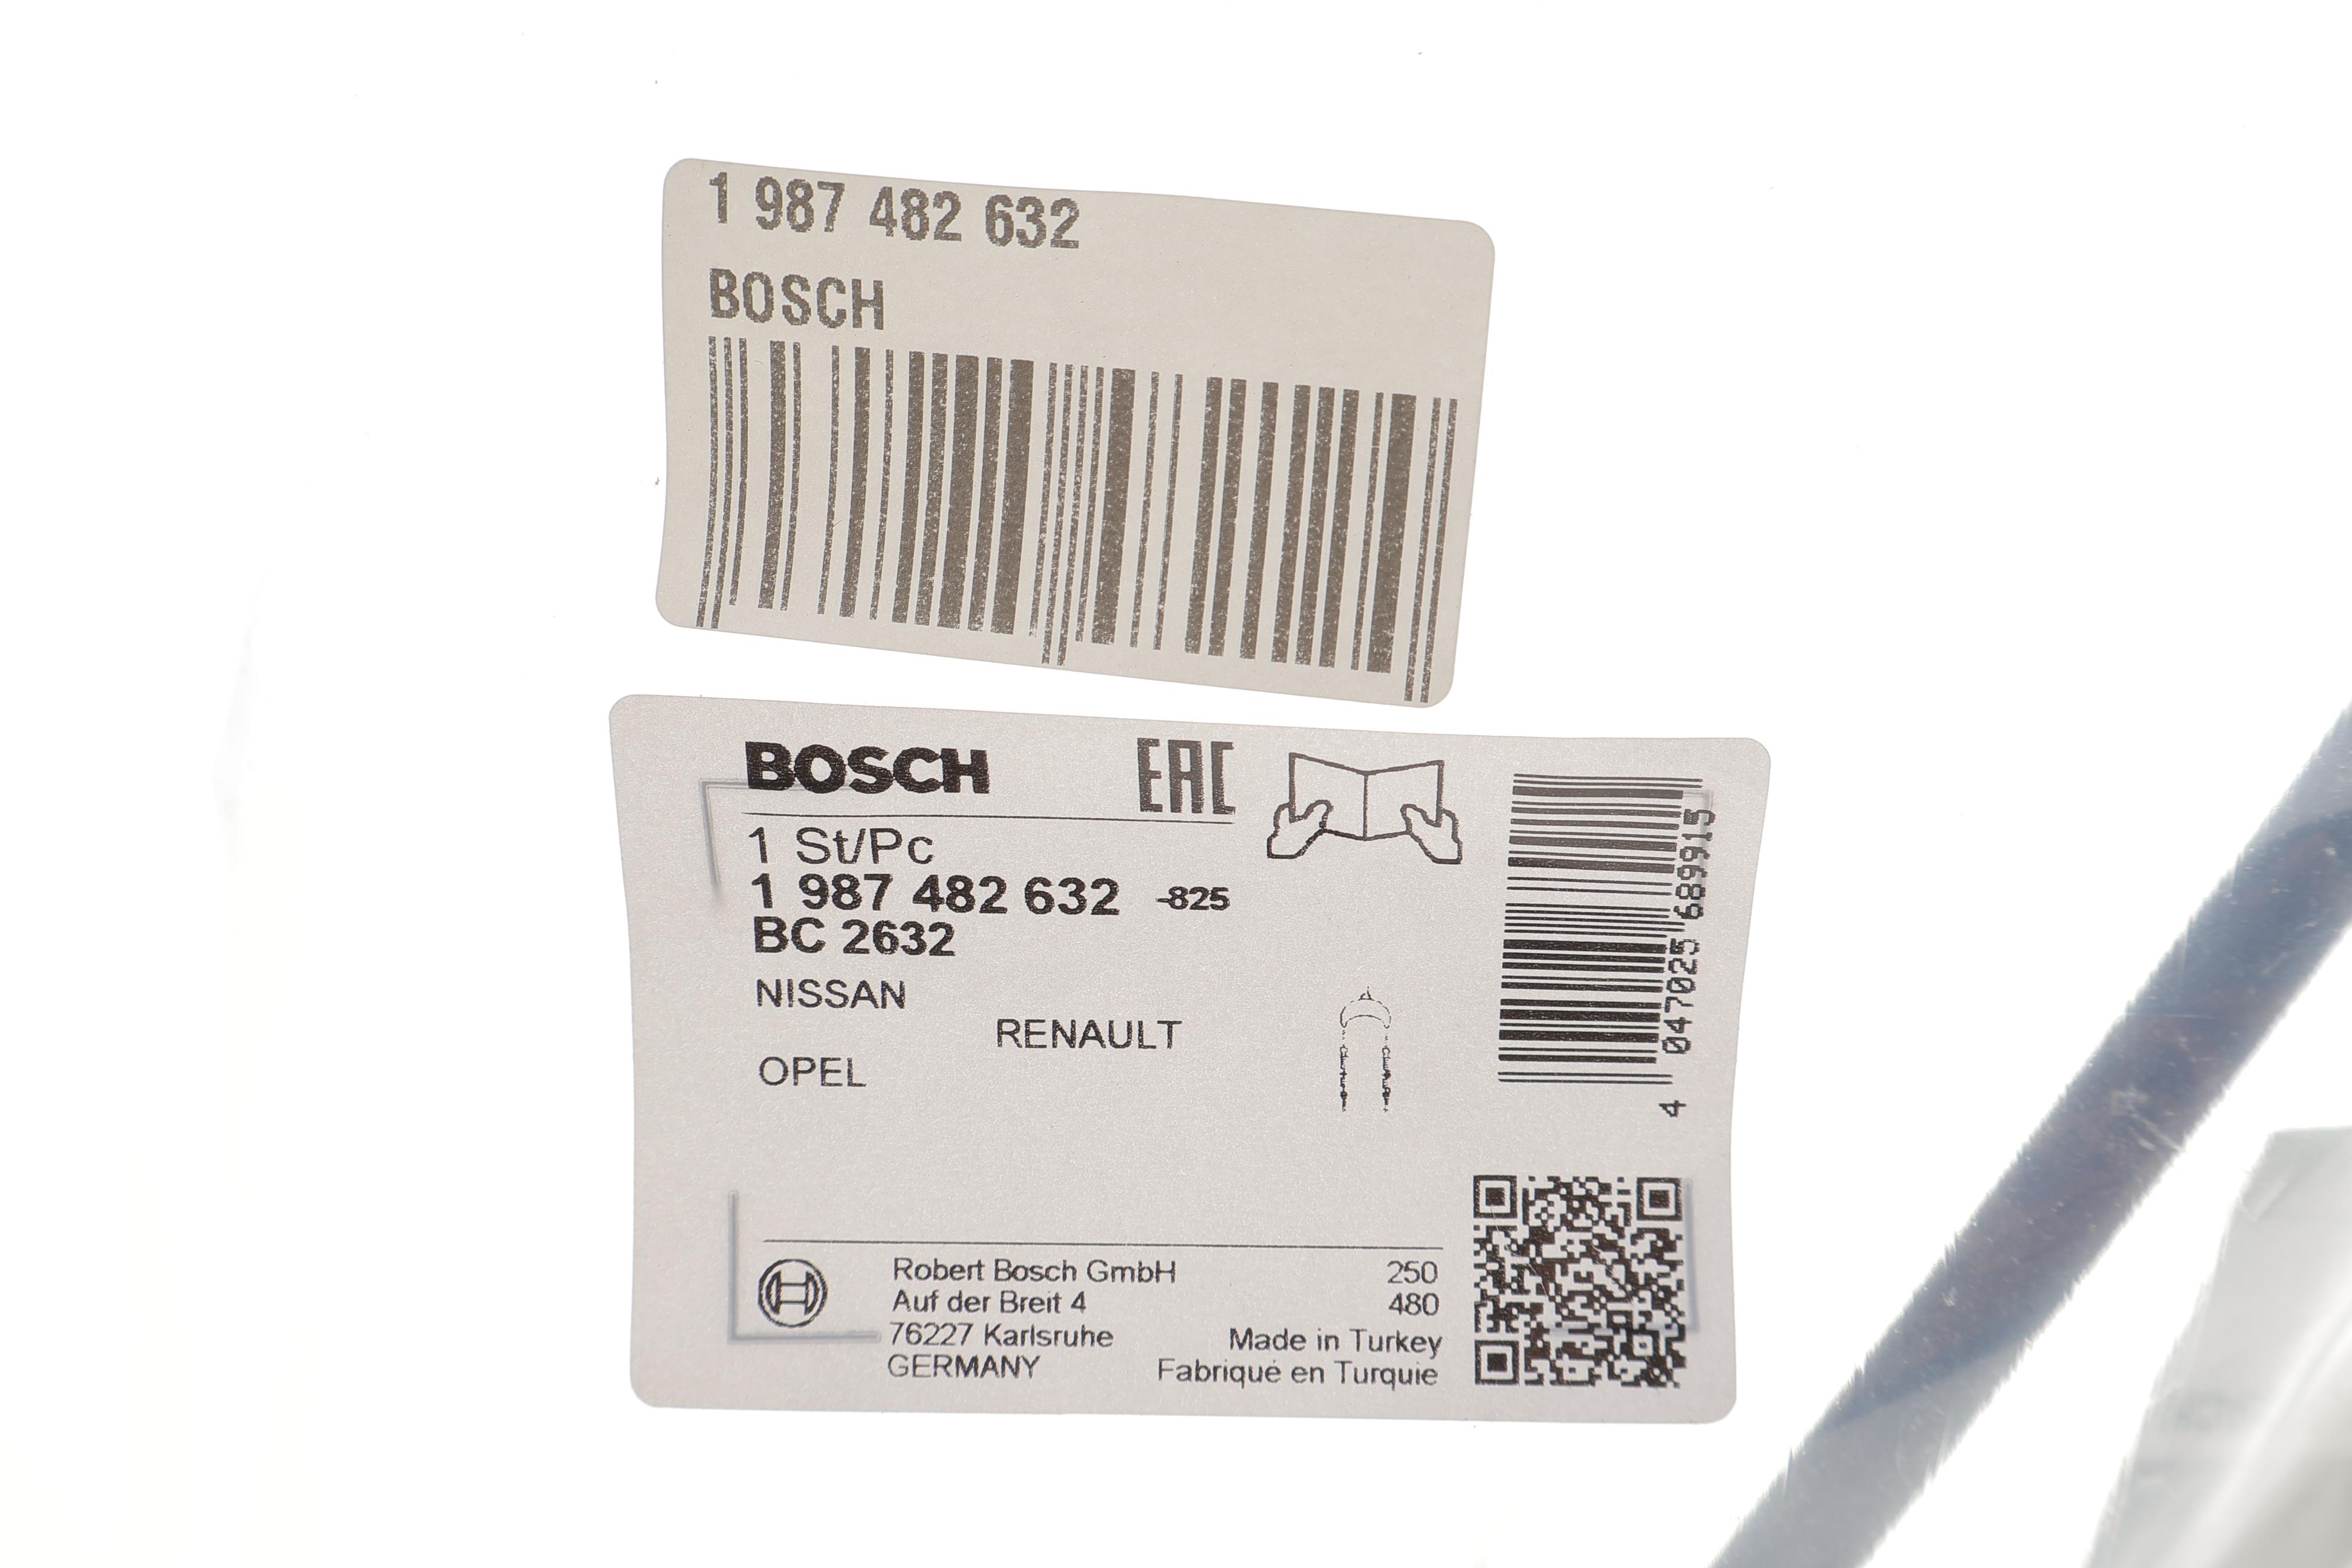 1 987 482 632
BOSCH
BOSCH
EAC
1 St/Pc
1 987 482 632 -825
BC 2632
NISSAN
RENAULT
OPEL
4 047025 689915
Robert Bosch GmbH
Auf der Breit 4
76227 Karlsruhe
GERMANY
250
480
Made in Turkey
Fabriqué en Turquie